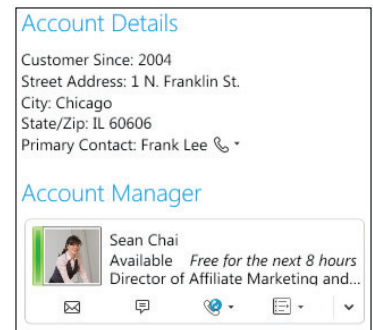 Account Details
Customer Since: 2004
Street Address: 1 N. Franklin St.
City: Chicago
State/Zip: IL 60606
Primary Contact: Frank Lee
Account Manager
Sean Chai
Available Free for the next 8 hours
Director of Affiliate Marketing and...